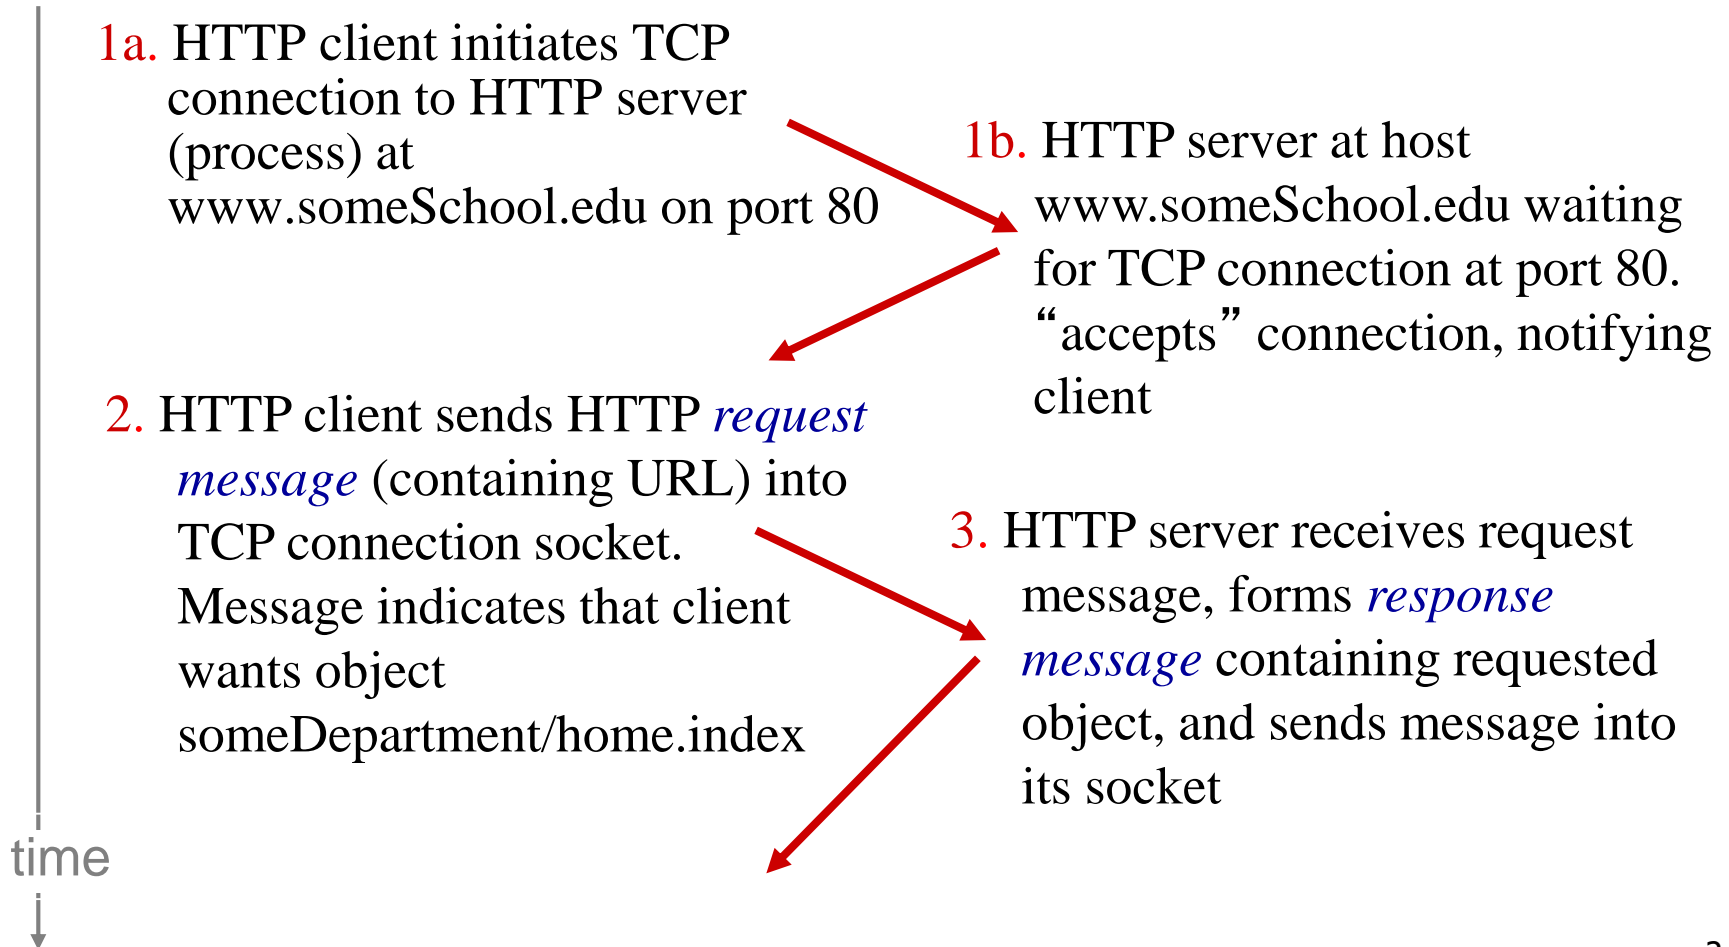 1a. HTTP client initiates TCP
connection to HTTP server
(process) at
www.someSchool.edu on port 80
1b. HTTP server at host
www.someSchool.edu waiting
for TCP connection at port 80.
“accepts” connection, notifying
client
2. HTTP client sends HTTP request
message (containing URL) into
TCP connection socket.
Message indicates that client
wants object
someDepartment/home.index
3. HTTP server receives request
message, forms response
message containing requested
object, and sends message into
its socket
time